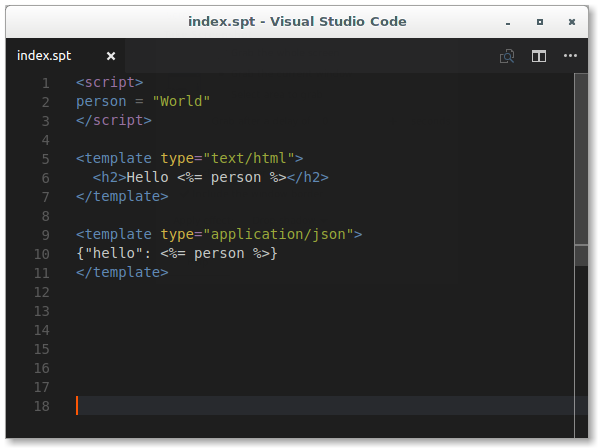 index.spt - Visual Studio Code
index.spt
1 <script>
2 person = "World"
3 </script>
4
5 <template type="text/html">
6   <h2>Hello <%= person %></h2>
7 </template>
8
9 <template type="application/json">
10 {"hello": <%= person %>}
11 </template>
12
13
14
15
16
17
18